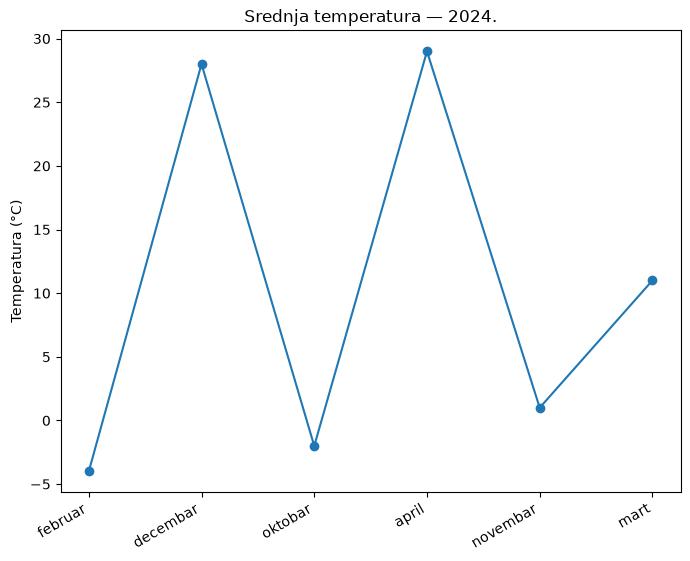 Srednja temperatura — 2024.
Temperatura (°C)
30
25
20
15
10
5
0
−5
februar
decembar
oktobar
april
novembar
mart